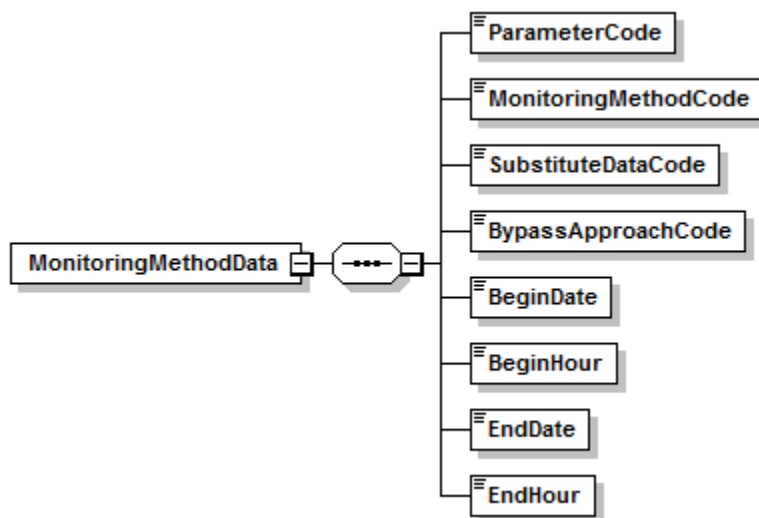 ParameterCode
MonitoringMethodCode
SubstituteDataCode
BypassApproachCode
MonitoringMethodData
BeginDate
BeginHour
EndDate
EndHour